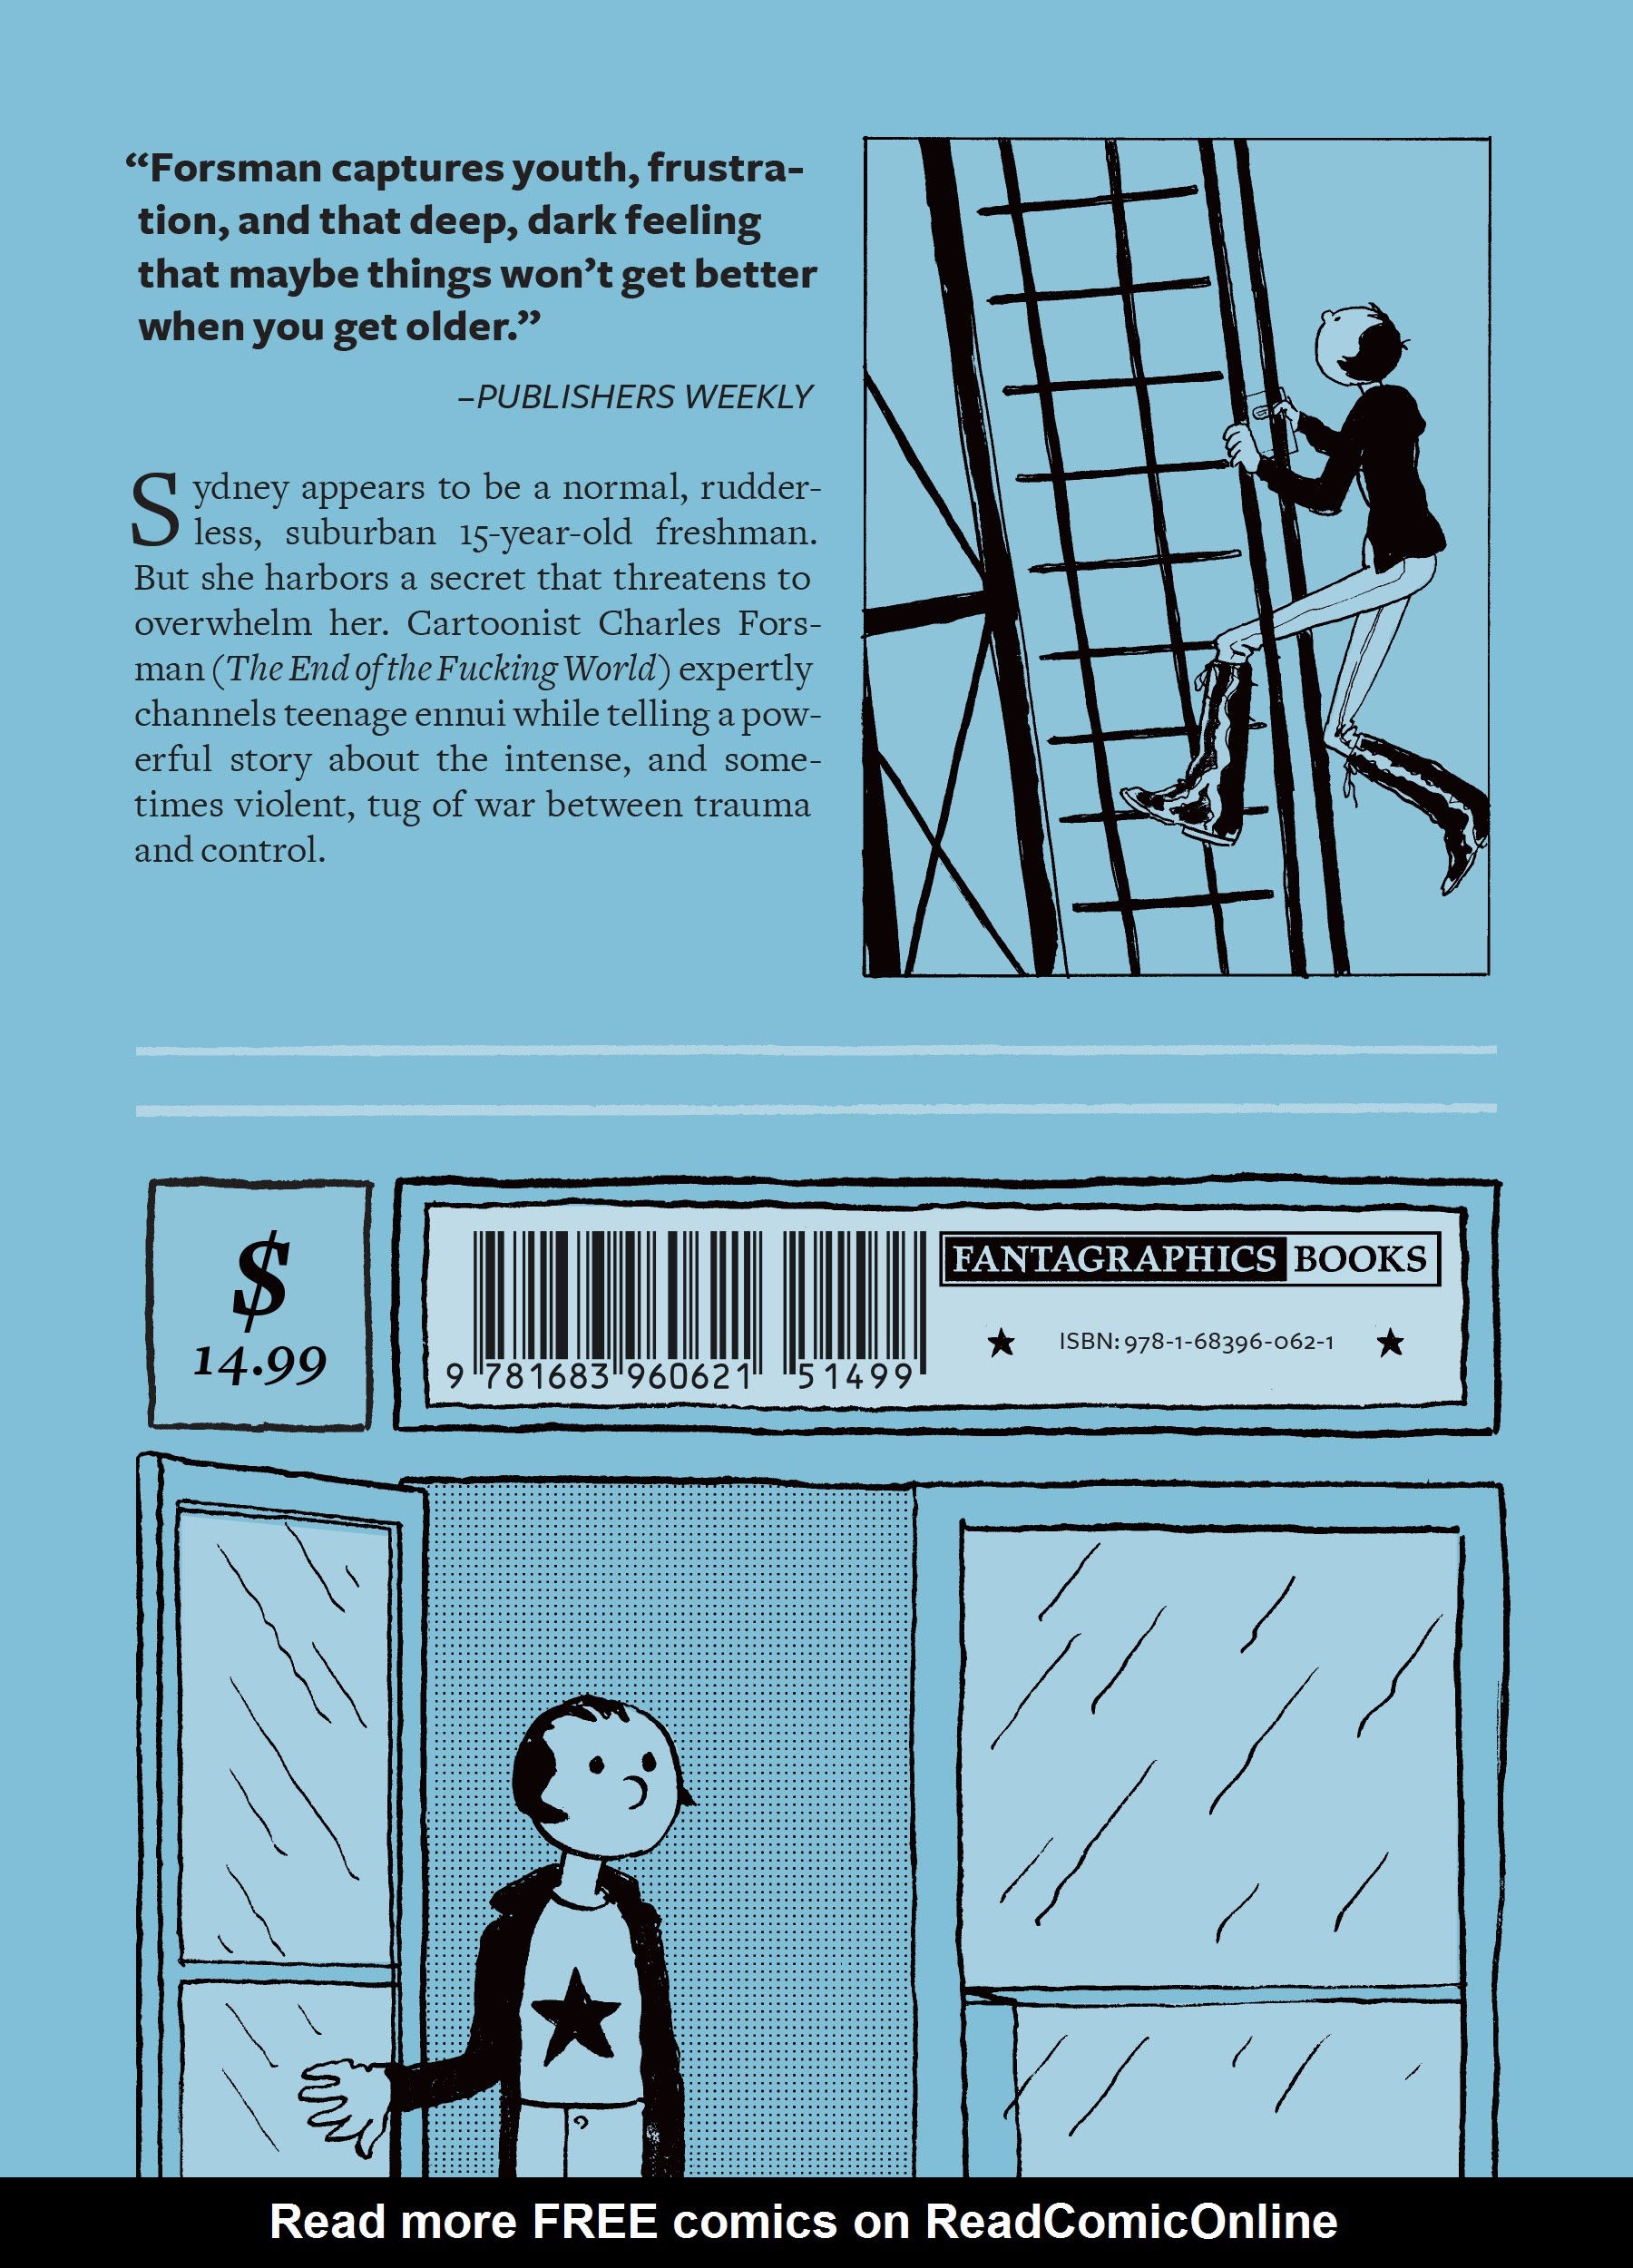 “Forsman captures youth, frustra-
tion, and that deep, dark feeling
that maybe things won’t get better
when you get older.”
–PUBLISHERS WEEKLY
Sydney appears to be a normal, rudder-
less, suburban 15-year-old freshman.
But she harbors a secret that threatens to
overwhelm her. Cartoonist Charles Fors-
man (The End of the Fucking World) expertly
channels teenage ennui while telling a pow-
erful story about the intense, and some-
times violent, tug of war between trauma
and control.
$
14.99
FANTAGRAPHICS BOOKS
ISBN: 978-1-68396-062-1
9 781683 960621 51499
Read more FREE comics on ReadComicOnline